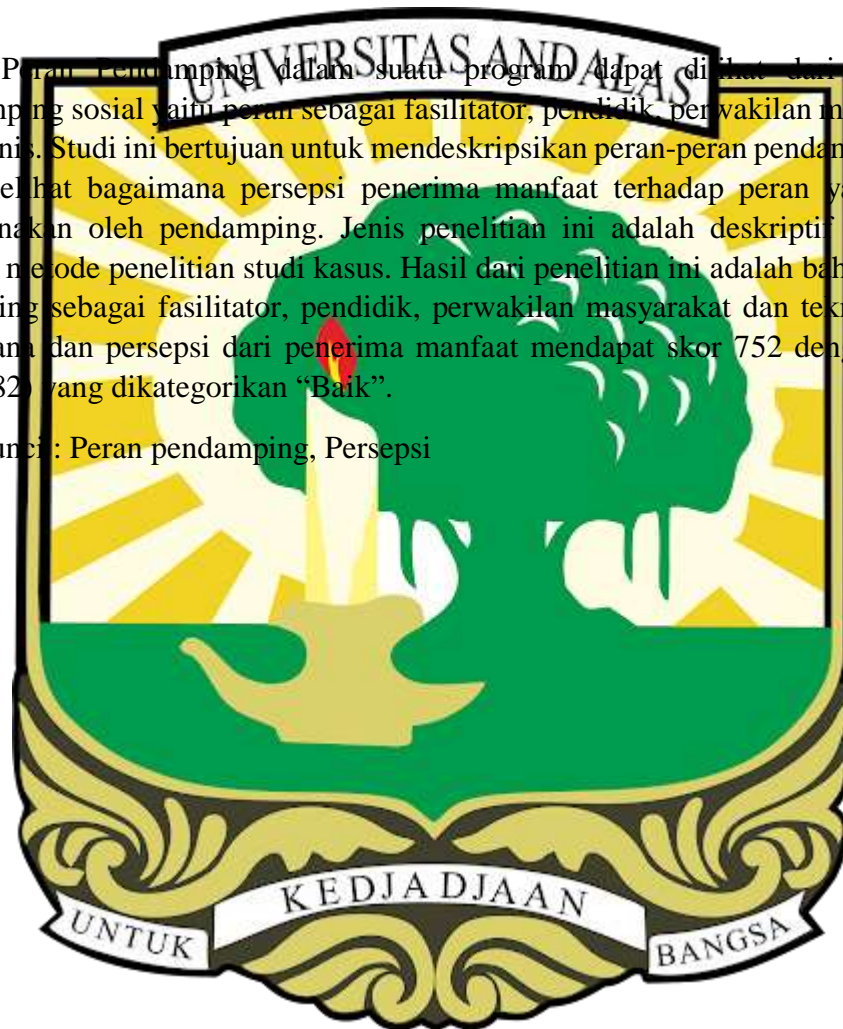 UNIVERSITAS ANDALAS
Peran Pendamping dalam suatu program dapat dilihat dari
mping sosial yaitu peran sebagai fasilitator, pendidik, perwakilan m
nis. Studi ini bertujuan untuk mendeskripsikan peran-peran pendam
elihat bagaimana persepsi penerima manfaat terhadap peran ya
nakan oleh pendamping. Jenis penelitian ini adalah deskriptif
metode penelitian studi kasus. Hasil dari penelitian ini adalah bah
ing sebagai fasilitator, pendidik, perwakilan masyarakat dan tekn
ana dan persepsi dari penerima manfaat mendapat skor 752 deng
82) yang dikategorikan “Baik”.
unci : Peran pendamping, Persepsi
KEDJADJAAN
UNTUK
BANGSA